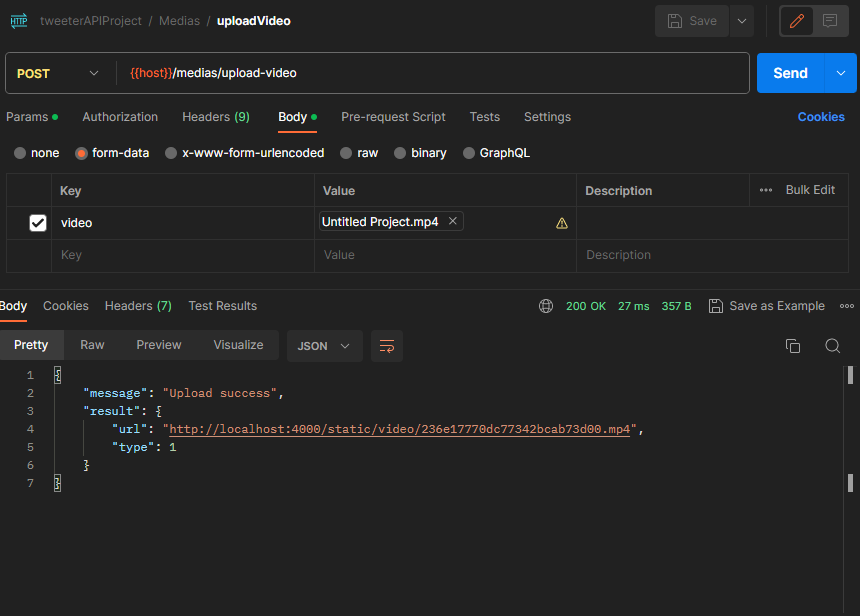 HTTP tweeterAPIProject / Medias / uploadVideo Save
POST {{host}}/medias/upload-video Send
Params Authorization Headers (9) Body Pre-request Script Tests Settings Cookies
none form-data x-www-form-urlencoded raw binary GraphQL
Key Value Description Bulk Edit
video Untitled Project.mp4
Key Value Description
Body Cookies Headers (7) Test Results 200 OK 27 ms 357 B Save as Example
Pretty Raw Preview Visualize JSON
1 {
2 "message": "Upload success",
3 "result": {
4 "url": "http://localhost:4000/static/video/236e17770dc77342bcab73d00.mp4",
5 "type": 1
6 }
7 }